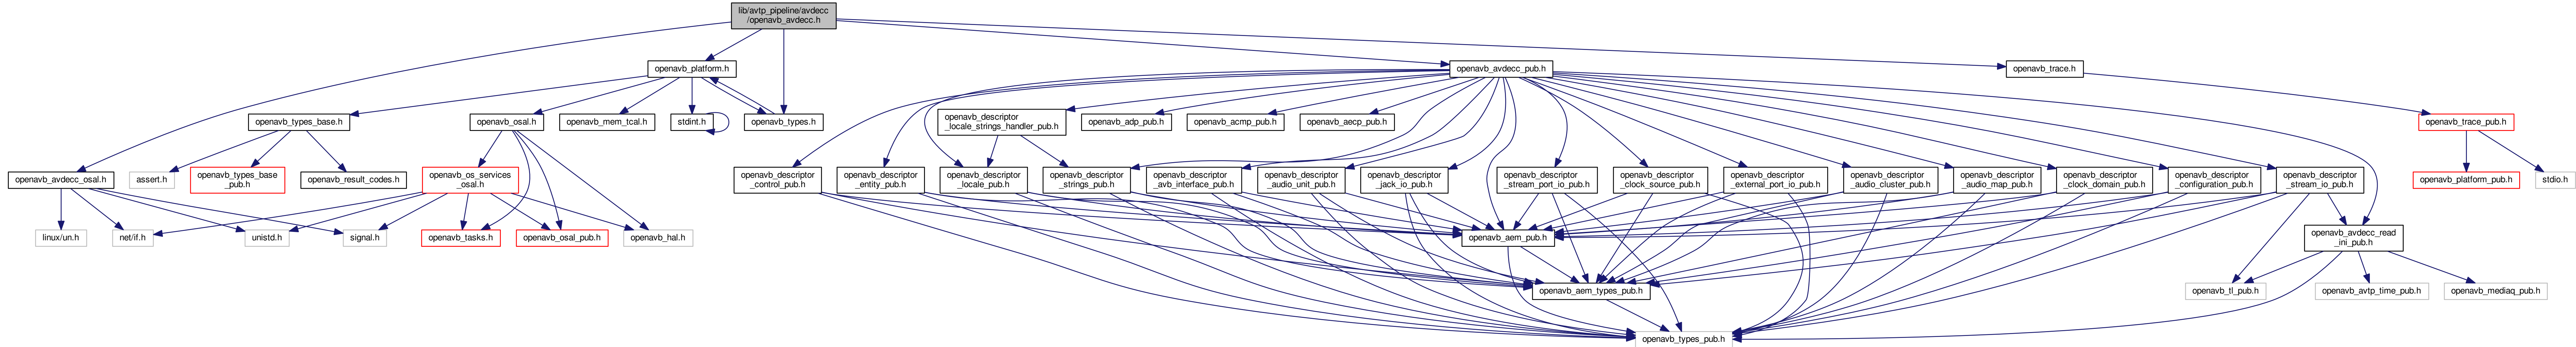 lib/avtp_pipeline/avdecc
/openavb_avdecc.h
openavb_platform.h
openavb_avdecc_pub.h
openavb_trace.h
openavb_types_base.h
openavb_osal.h
openavb_mem_tcal.h
stdint.h
openavb_types.h
openavb_descriptor
_locale_strings_handler_pub.h
openavb_adp_pub.h
openavb_acmp_pub.h
openavb_aecp_pub.h
openavb_trace_pub.h
openavb_avdecc_osal.h
assert.h
openavb_types_base
_pub.h
openavb_result_codes.h
openavb_os_services
_osal.h
openavb_descriptor
_control_pub.h
openavb_descriptor
_entity_pub.h
openavb_descriptor
_locale_pub.h
openavb_descriptor
_strings_pub.h
openavb_descriptor
_avb_interface_pub.h
openavb_descriptor
_audio_unit_pub.h
openavb_descriptor
_jack_io_pub.h
openavb_descriptor
_stream_port_io_pub.h
openavb_descriptor
_clock_source_pub.h
openavb_descriptor
_external_port_io_pub.h
openavb_descriptor
_audio_cluster_pub.h
openavb_descriptor
_audio_map_pub.h
openavb_descriptor
_clock_domain_pub.h
openavb_descriptor
_configuration_pub.h
openavb_descriptor
_stream_io_pub.h
openavb_platform_pub.h
stdio.h
linux/un.h
net/if.h
unistd.h
signal.h
openavb_tasks.h
openavb_osal_pub.h
openavb_hal.h
openavb_aem_pub.h
openavb_avdecc_read
_ini_pub.h
openavb_aem_types_pub.h
openavb_tl_pub.h
openavb_avtp_time_pub.h
openavb_mediaq_pub.h
openavb_types_pub.h